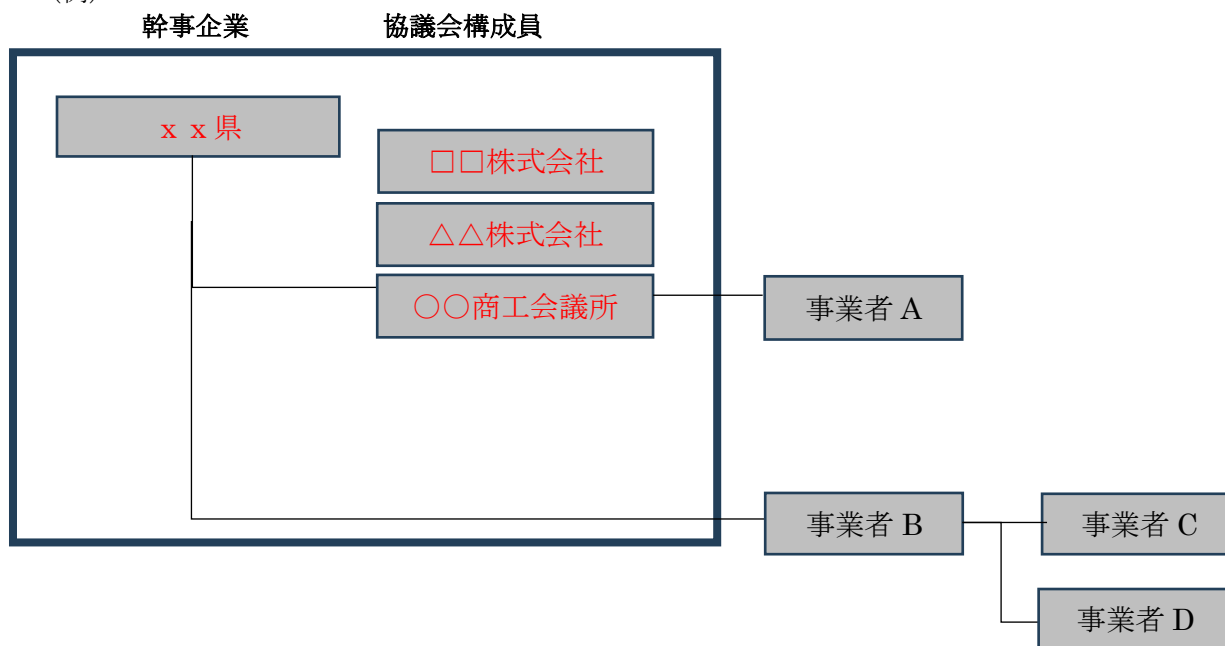 （例）
幹事企業 協議会構成員
ｘｘ県
□□株式会社
△△株式会社
○○商工会議所
事業者 A
事業者 B
事業者 C
事業者 D